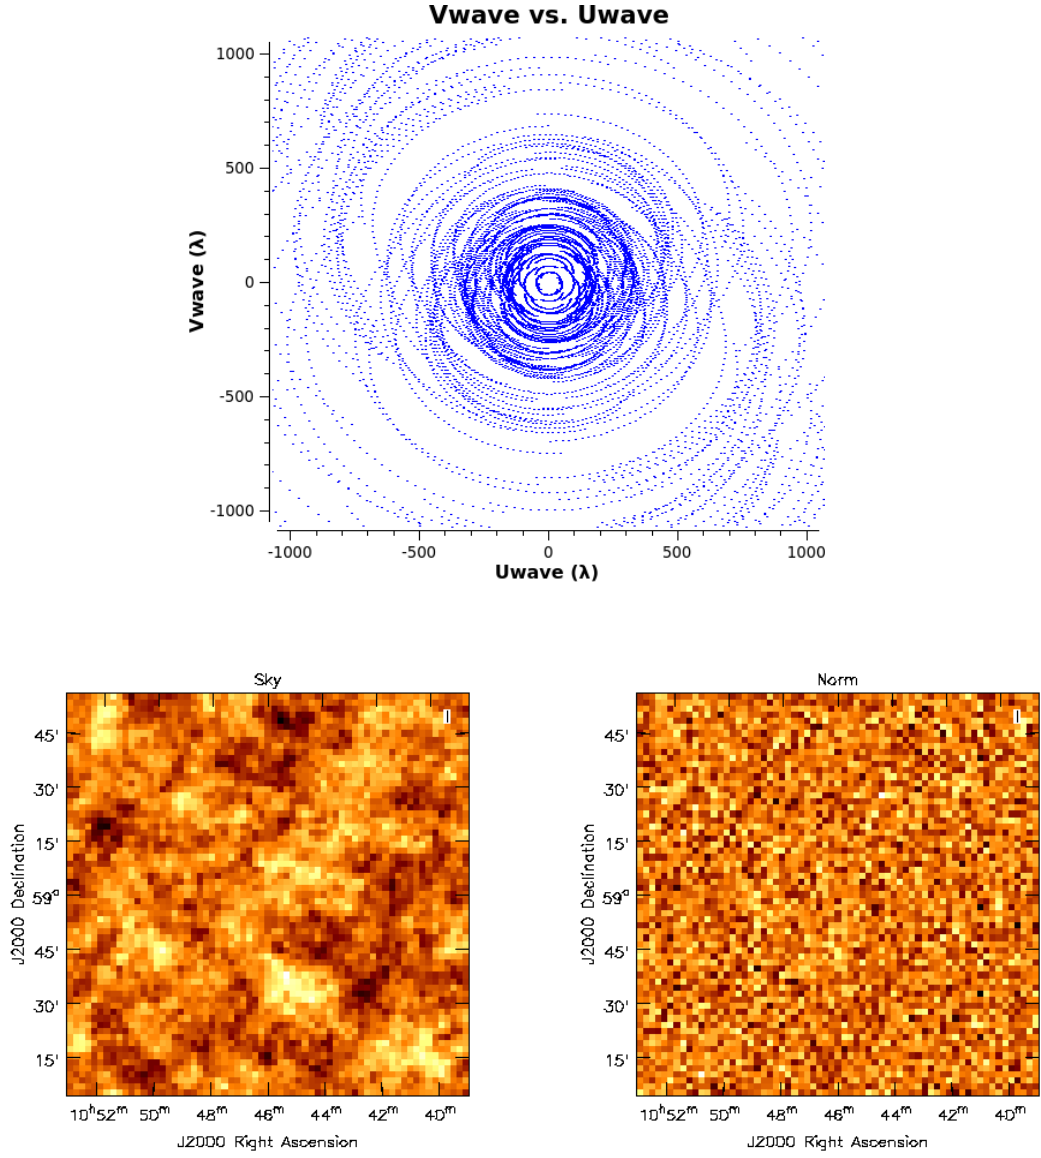 Vwave vs. Uwave
1000
500
0
-500
-1000
Vwave (λ)
-1000 -500 0 500 1000
Uwave (λ)
Sky
I
45'
30'
15'
59°
45'
30'
15'
J2000 Declination
10ʰ52ᵐ 50ᵐ 48ᵐ 46ᵐ 44ᵐ 42ᵐ 40ᵐ
J2000 Right Ascension
Norm
I
45'
30'
15'
59°
45'
30'
15'
J2000 Declination
10ʰ52ᵐ 50ᵐ 48ᵐ 46ᵐ 44ᵐ 42ᵐ 40ᵐ
J2000 Right Ascension